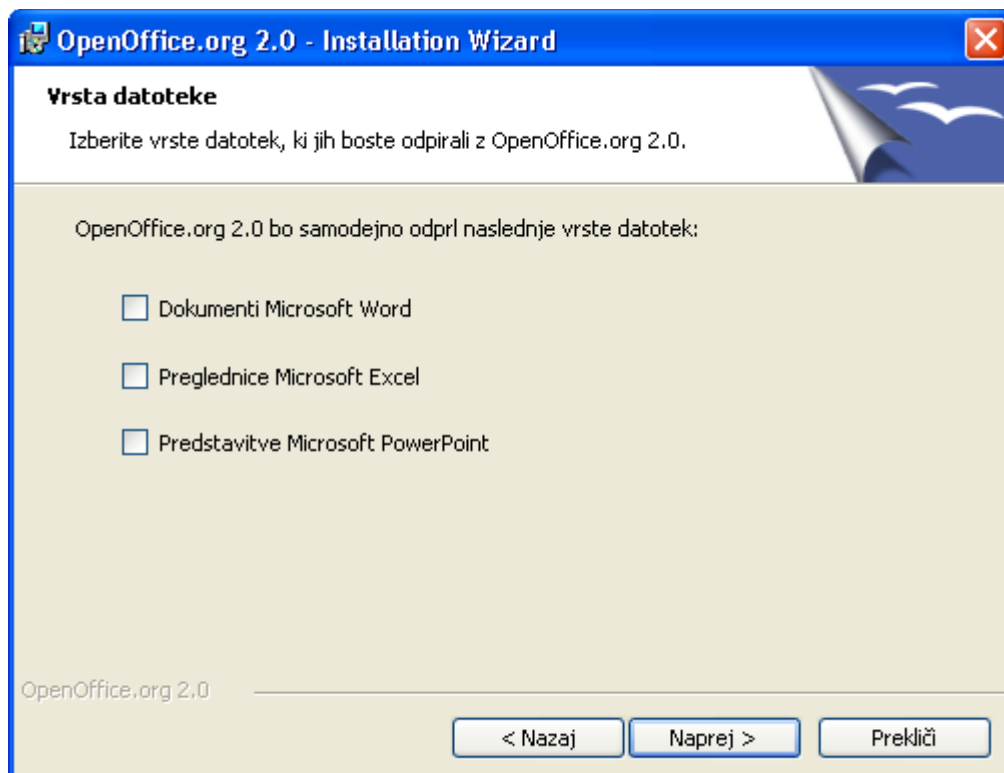 OpenOffice.org 2.0 - Installation Wizard
Vrsta datoteke
Izberite vrste datotek, ki jih boste odpirali z OpenOffice.org 2.0.
OpenOffice.org 2.0 bo samodejno odprl naslednje vrste datotek:
Dokumenti Microsoft Word
Preglednice Microsoft Excel
Predstavitve Microsoft PowerPoint
OpenOffice.org 2.0
< Nazaj Naprej > Prekliči